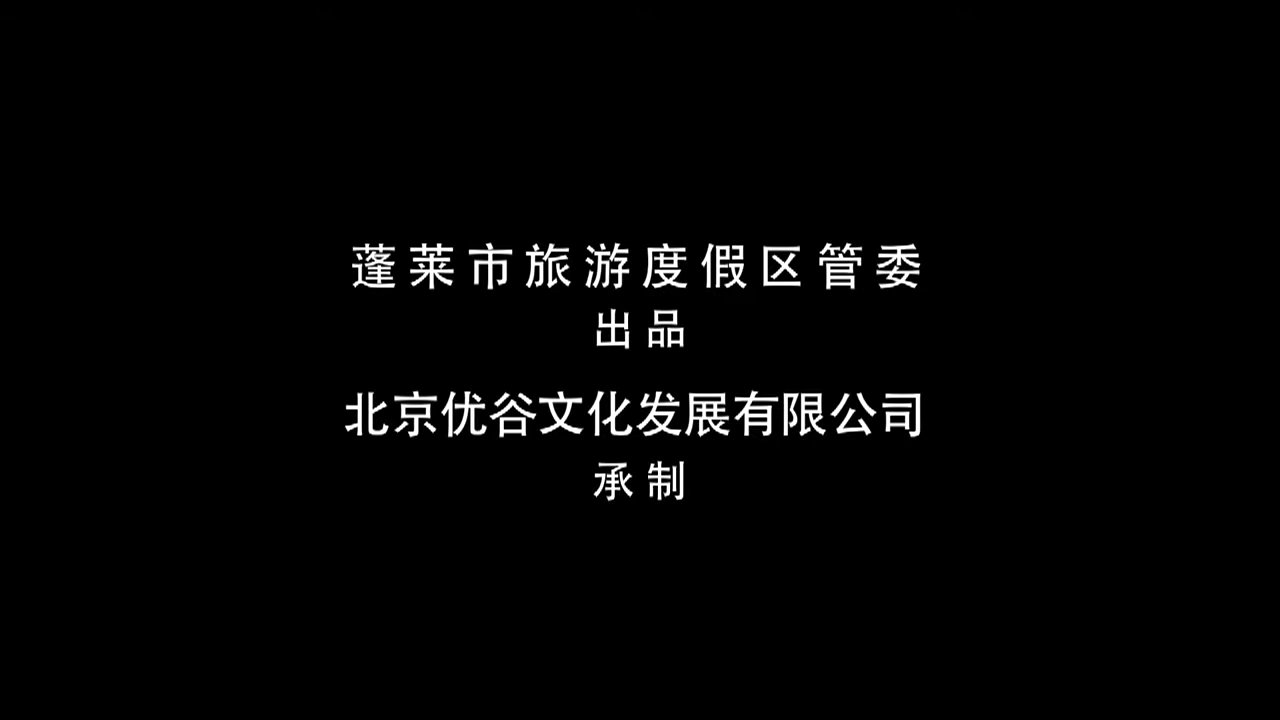 蓬莱市旅游度假区管委
出品
北京优谷文化发展有限公司
承制